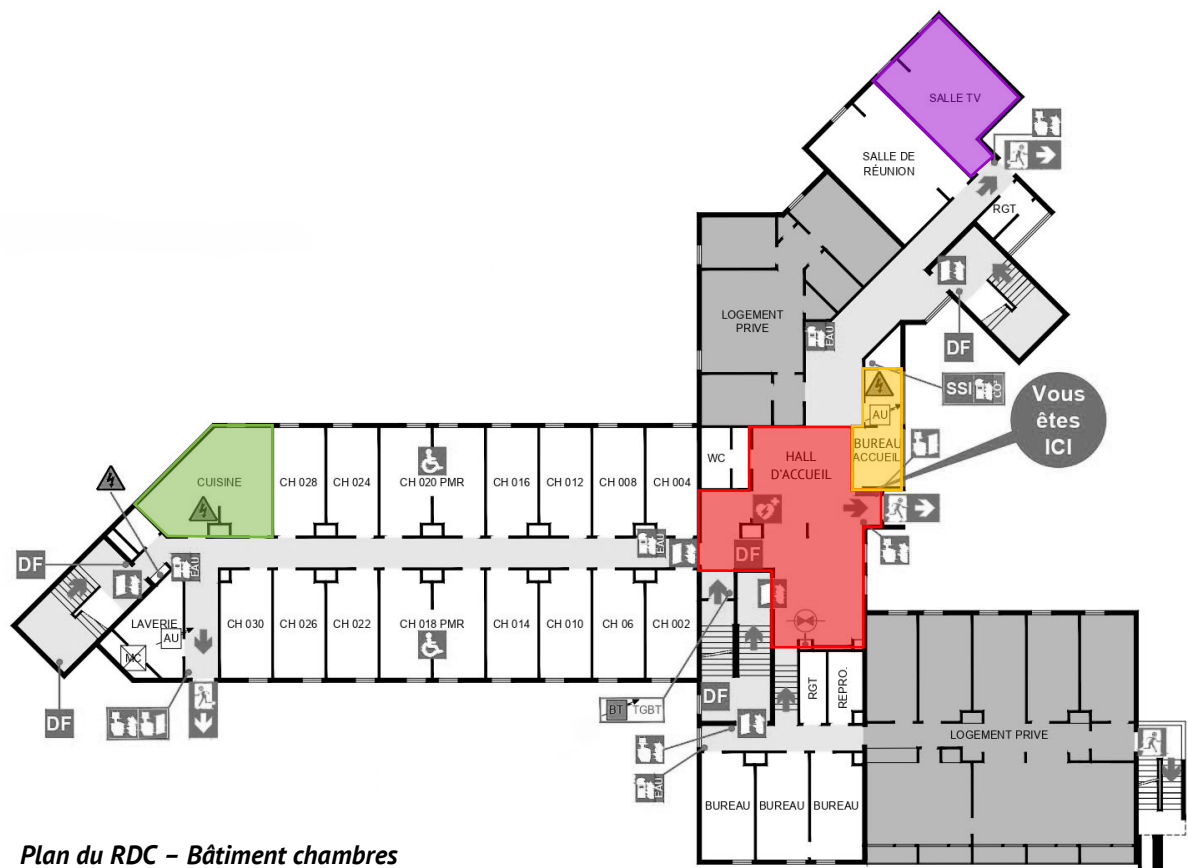 SALLE TV
SALLE DE
RÉUNION
RGT
LOGEMENT
PRIVE
EAU
DF
SSI
CO²
Vous
êtes
ICI
AU
BUREAU
ACCUEIL
WC
HALL
D'ACCUEIL
CUISINE
CH 028
CH 024
CH 020 PMR
CH 016
CH 012
CH 008
CH 004
EAU
DF
DF
EAU
LAVERIE
AU
MC
CH 030
CH 026
CH 022
CH 018 PMR
CH 014
CH 010
CH 06
CH 002
DF
DF
BT
TGBT
RGT
REPRO.
EAU
LOGEMENT PRIVE
BUREAU
BUREAU
BUREAU
Plan du RDC – Bâtiment chambres